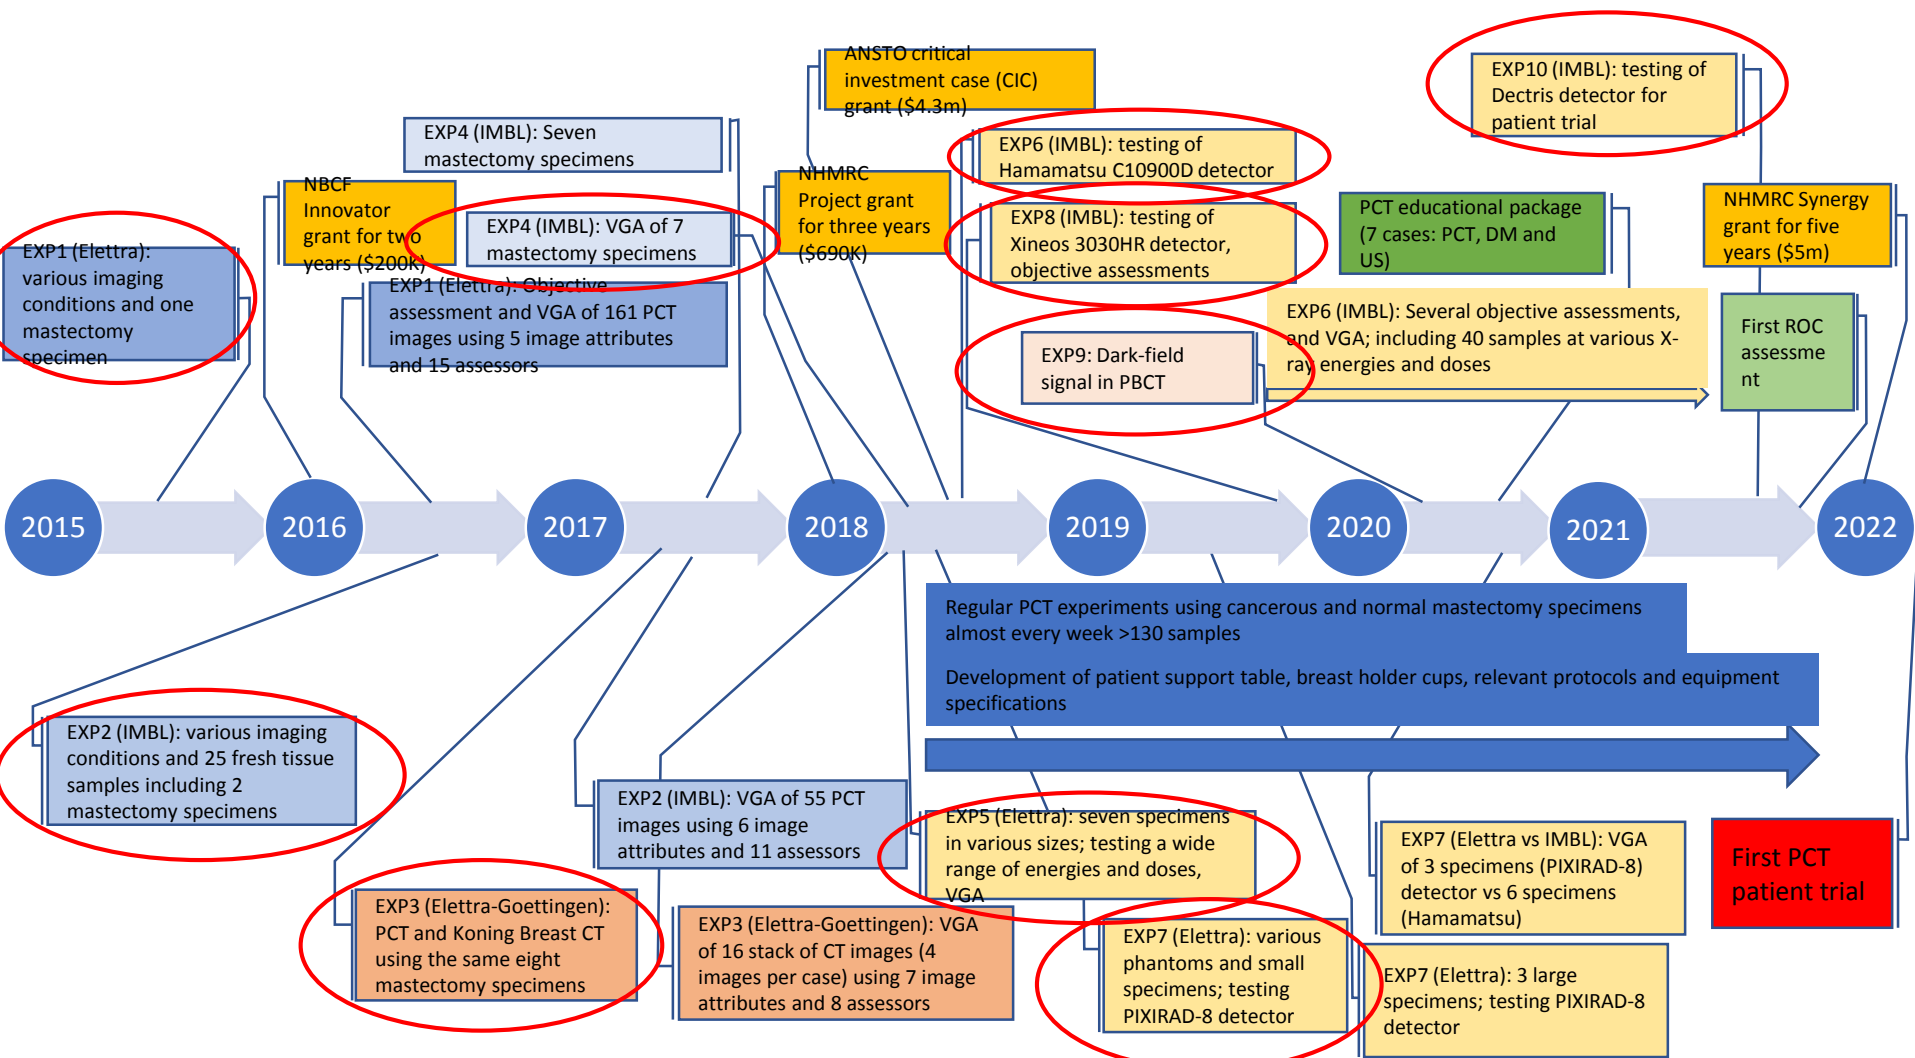 ANSTO critical
investment case (CIC)
grant ($4.3m)
EXP10 (IMBL): testing of
Dectris detector for
patient trial
EXP4 (IMBL): Seven
mastectomy specimens
EXP6 (IMBL): testing of
Hamamatsu C10900D detector
NBCF
Innovator
grant for two
years ($200K)
NHMRC
Project grant
for three years
($690K)
EXP4 (IMBL): VGA of 7
mastectomy specimens
EXP8 (IMBL): testing of
Xineos 3030HR detector,
objective assessments
PCT educational package
(7 cases: PCT, DM and
US)
NHMRC Synergy
grant for five
years ($5m)
EXP1 (Elettra):
various imaging
conditions and one
mastectomy
specimen
EXP1 (Elettra): Objective
assessment and VGA of 161 PCT
images using 5 image attributes
and 15 assessors
EXP9: Dark-field
signal in PBCT
EXP6 (IMBL): Several objective assessments,
and VGA; including 40 samples at various X-
ray energies and doses
First ROC
assessme
nt
2015
2016
2017
2018
2019
2020
2021
2022
Regular PCT experiments using cancerous and normal mastectomy specimens
almost every week >130 samples
Development of patient support table, breast holder cups, relevant protocols and equipment
specifications
EXP2 (IMBL): various imaging
conditions and 25 fresh tissue
samples including 2
mastectomy specimens
EXP2 (IMBL): VGA of 55 PCT
images using 6 image
attributes and 11 assessors
EXP5 (Elettra): seven specimens
in various sizes; testing a wide
range of energies and doses,
VGA
EXP7 (Elettra vs IMBL): VGA
of 3 specimens (PIXIRAD-8)
detector vs 6 specimens
(Hamamatsu)
First PCT
patient trial
EXP3 (Elettra-Goettingen):
PCT and Koning Breast CT
using the same eight
mastectomy specimens
EXP3 (Elettra-Goettingen): VGA
of 16 stack of CT images (4
images per case) using 7 image
attributes and 8 assessors
EXP7 (Elettra): various
phantoms and small
specimens; testing
PIXIRAD-8 detector
EXP7 (Elettra): 3 large
specimens; testing PIXIRAD-8
detector